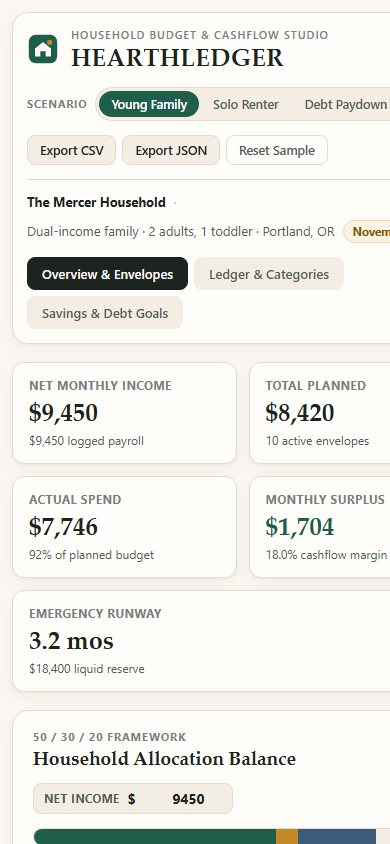 HOUSEHOLD BUDGET & CASHFLOW STUDIO
HEARTHLEDGER
SCENARIO Young Family Solo Renter Debt Paydown
Export CSV Export JSON Reset Sample
The Mercer Household ·
Dual-income family · 2 adults, 1 toddler · Portland, OR
Overview & Envelopes Ledger & Categories
Savings & Debt Goals
NET MONTHLY INCOME TOTAL PLANNED
$9,450 $8,420
$9,450 logged payroll 10 active envelopes
ACTUAL SPEND MONTHLY SURPLUS
$7,746 $1,704
92% of planned budget 18.0% cashflow margin
EMERGENCY RUNWAY
3.2 mos
$18,400 liquid reserve
50 / 30 / 20 FRAMEWORK
Household Allocation Balance
NET INCOME $ 9450